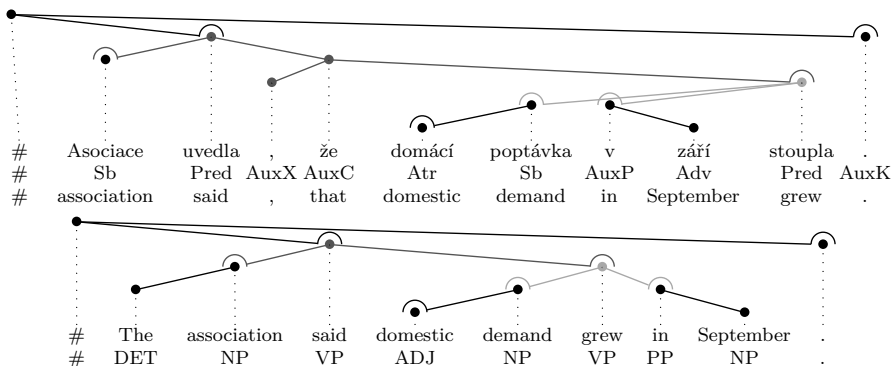 # Asociace uvedla , že domácí poptávka v září stoupla .
# Sb Pred AuxX AuxC Atr Sb AuxP Adv Pred AuxK
# association said , that domestic demand in September grew .
# The association said domestic demand grew in September .
# DET NP VP ADJ NP VP PP NP .